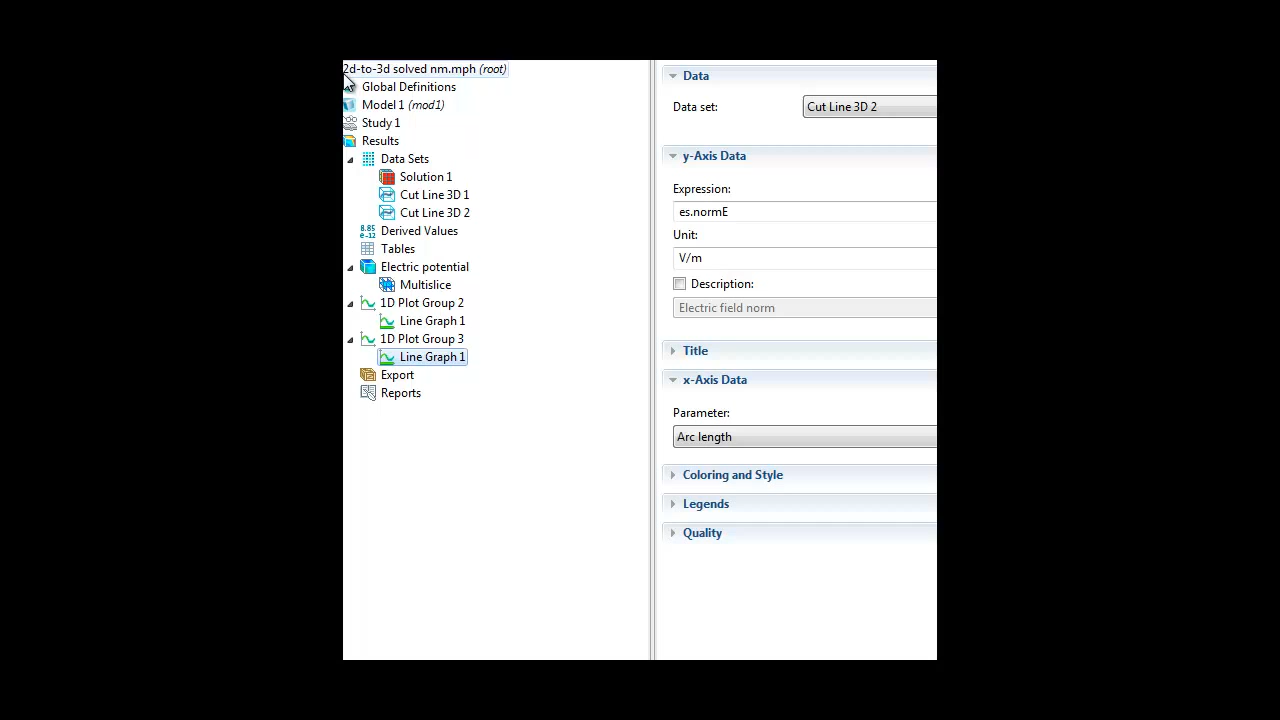 2d-to-3d solved nm.mph (root)
Global Definitions
Model 1 (mod1)
Study 1
Results
Data Sets
Solution 1
Cut Line 3D 1
Cut Line 3D 2
8.85
e-12
Derived Values
Tables
Electric potential
Multislice
1D Plot Group 2
Line Graph 1
1D Plot Group 3
Line Graph 1
Export
Reports
Data
Data set:
Cut Line 3D 2
y-Axis Data
Expression:
es.normE
Unit:
V/m
Description:
Electric field norm
Title
x-Axis Data
Parameter:
Arc length
Coloring and Style
Legends
Quality